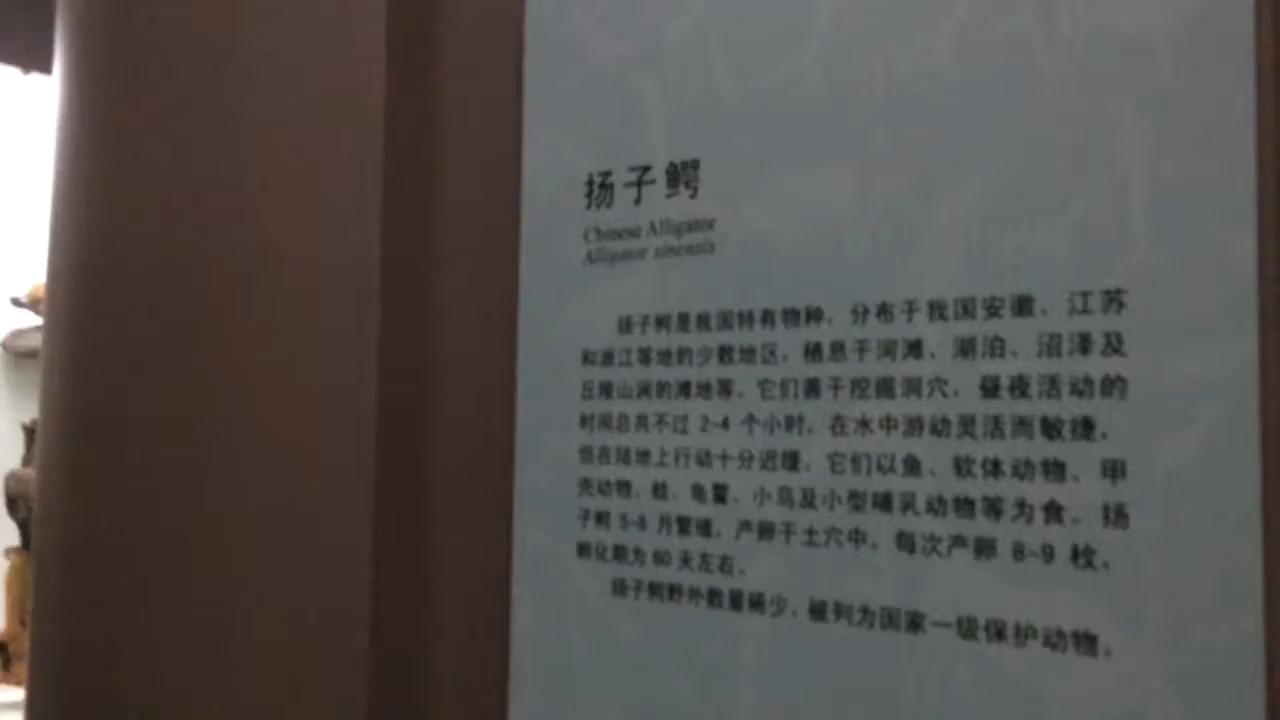 扬子鳄
Chinese Alligator
Alligator sinensis
扬子鳄是我国特有物种，分布于我国安徽、江苏
和浙江等地的少数地区，栖息于河滩、湖泊、沼泽及
丘陵山涧的滩地等。它们善于挖掘洞穴，昼夜活动的
时间总共不过 2-4 个小时。在水中游动灵活而敏捷，
但在陆地上行动十分迟缓。它们以鱼、软体动物、甲
壳动物、蛙、龟鳖、小鸟及小型哺乳动物等为食。扬
子鳄 5-8 月繁殖，产卵于土穴中，每次产卵 8-9 枚，
孵化期为 60 天左右。
扬子鳄野外数量稀少，被列为国家一级保护动物。